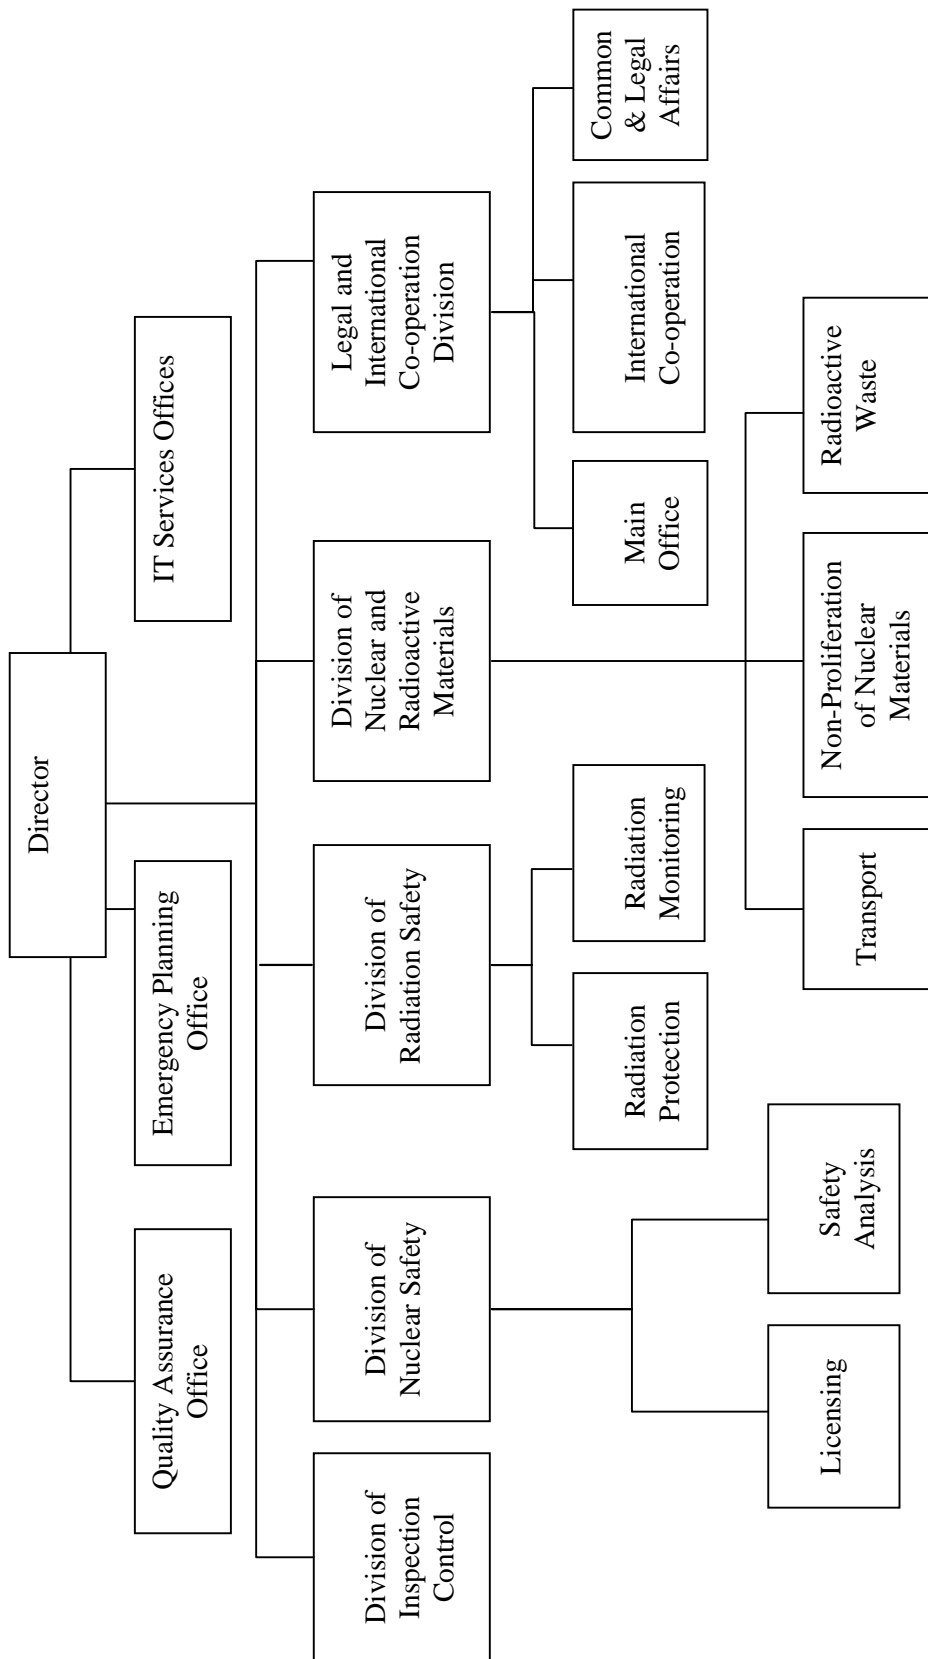 Director
Quality Assurance
Office
Emergency Planning
Office
IT Services Offices
Division of
Inspection
Control
Division of
Nuclear Safety
Division of
Radiation Safety
Division of
Nuclear and
Radioactive
Materials
Legal and
International
Co-operation
Division
Radiation
Protection
Radiation
Monitoring
Main
Office
International
Co-operation
Common
& Legal
Affairs
Licensing
Safety
Analysis
Transport
Non-Proliferation
of Nuclear
Materials
Radioactive
Waste